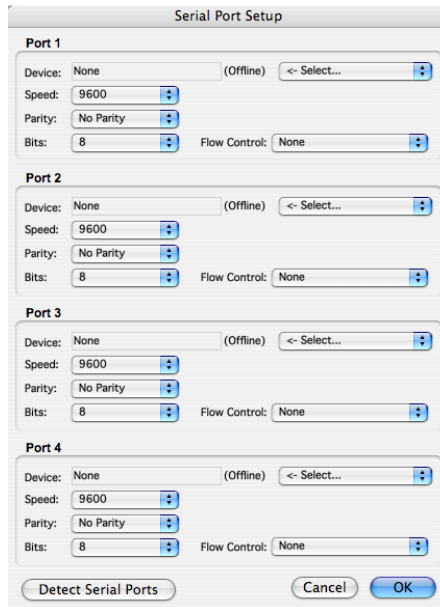 Serial Port Setup
Port 1
Device: None (Offline) <- Select...
Speed: 9600
Parity: No Parity
Bits: 8 Flow Control: None
Port 2
Device: None (Offline) <- Select...
Speed: 9600
Parity: No Parity
Bits: 8 Flow Control: None
Port 3
Device: None (Offline) <- Select...
Speed: 9600
Parity: No Parity
Bits: 8 Flow Control: None
Port 4
Device: None (Offline) <- Select...
Speed: 9600
Parity: No Parity
Bits: 8 Flow Control: None
Detect Serial Ports Cancel OK